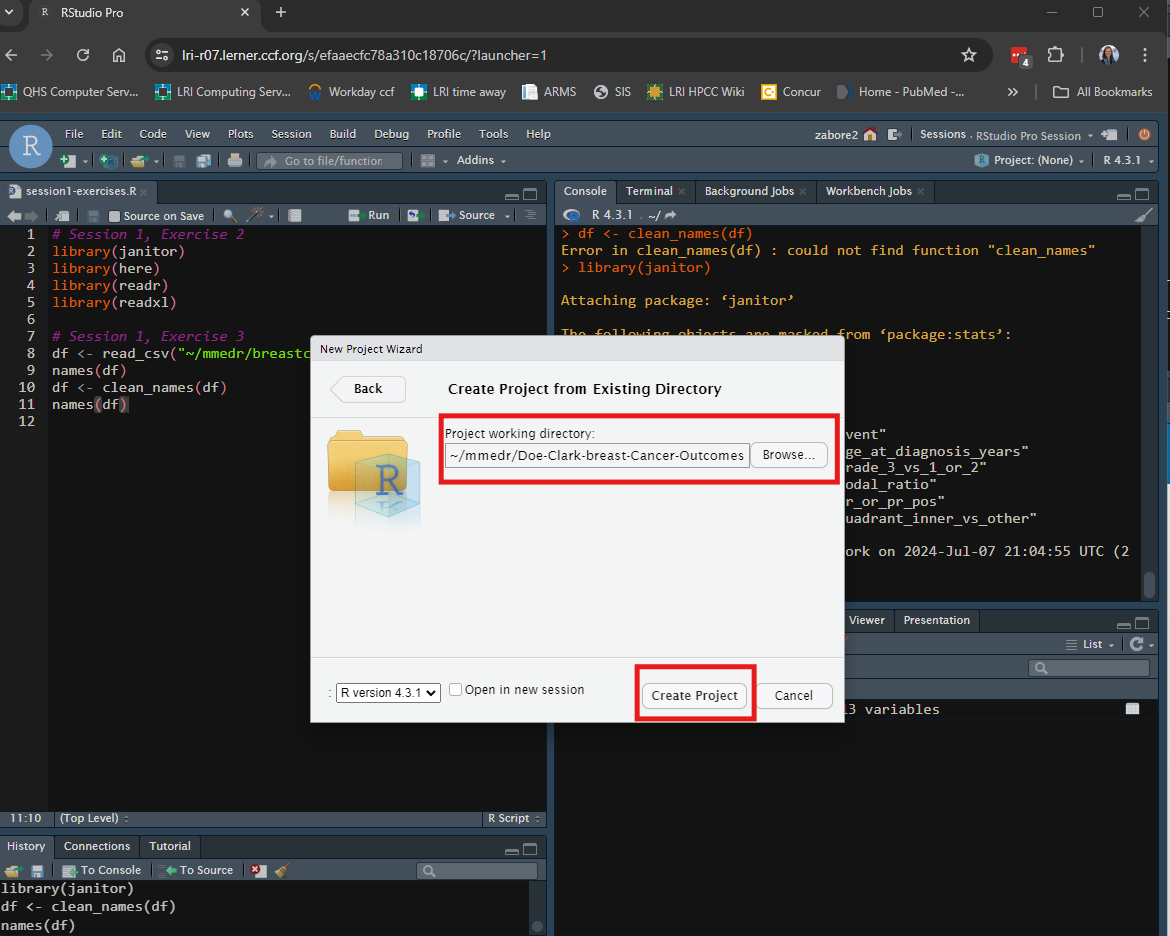 RStudio Pro
lri-r07.lerner.ccf.org/s/efaaecfc78a310c18706c/?launcher=1
4
QHS Computer Serv...
LRI Computing Serv...
Workday ccf
LRI time away
ARMS
SIS
LRI HPCC Wiki
Concur
Home - PubMed -...
All Bookmarks
R
File Edit Code View Plots Session Build Debug Profile Tools Help
zabore2
Sessions
RStudio Pro Session
Go to file/function
Addins
Project: (None)
R 4.3.1
session1-exercises.R
Source on Save
Run
Source
1 # Session 1, Exercise 2
2 library(janitor)
3 library(here)
4 library(readr)
5 library(readxl)
6
7 # Session 1, Exercise 3
8 df <- read_csv("~/mmedr/breastc
9 names(df)
10 df <- clean_names(df)
11 names(df)
12
11:10 (Top Level) R Script
Console Terminal Background Jobs Workbench Jobs
R 4.3.1 . ~/
> df <- clean_names(df)
Error in clean_names(df) : could not find function "clean_names"
> library(janitor)
Attaching package: ‘janitor’
The following objects are masked from ‘package:stats’:
vent"
ge_at_diagnosis_years"
rade_3_vs_1_or_2"
odal_ratio"
r_or_pr_pos"
uadrant_inner_vs_other"
ork on 2024-Jul-07 21:04:55 UTC (2
New Project Wizard
Back
Create Project from Existing Directory
Project working directory:
~/mmedr/Doe-Clark-breast-Cancer-Outcomes
Browse...
R
: R version 4.3.1
Open in new session
Create Project
Cancel
Viewer Presentation
List
13 variables
History Connections Tutorial
To Console To Source
library(janitor)
df <- clean_names(df)
names(df)